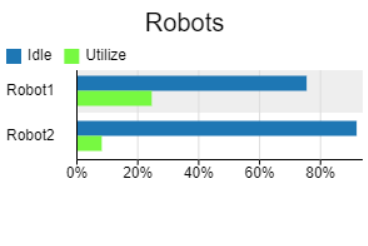 Robots
Idle Utilize
Robot1
Robot2
0% 20% 40% 60% 80%